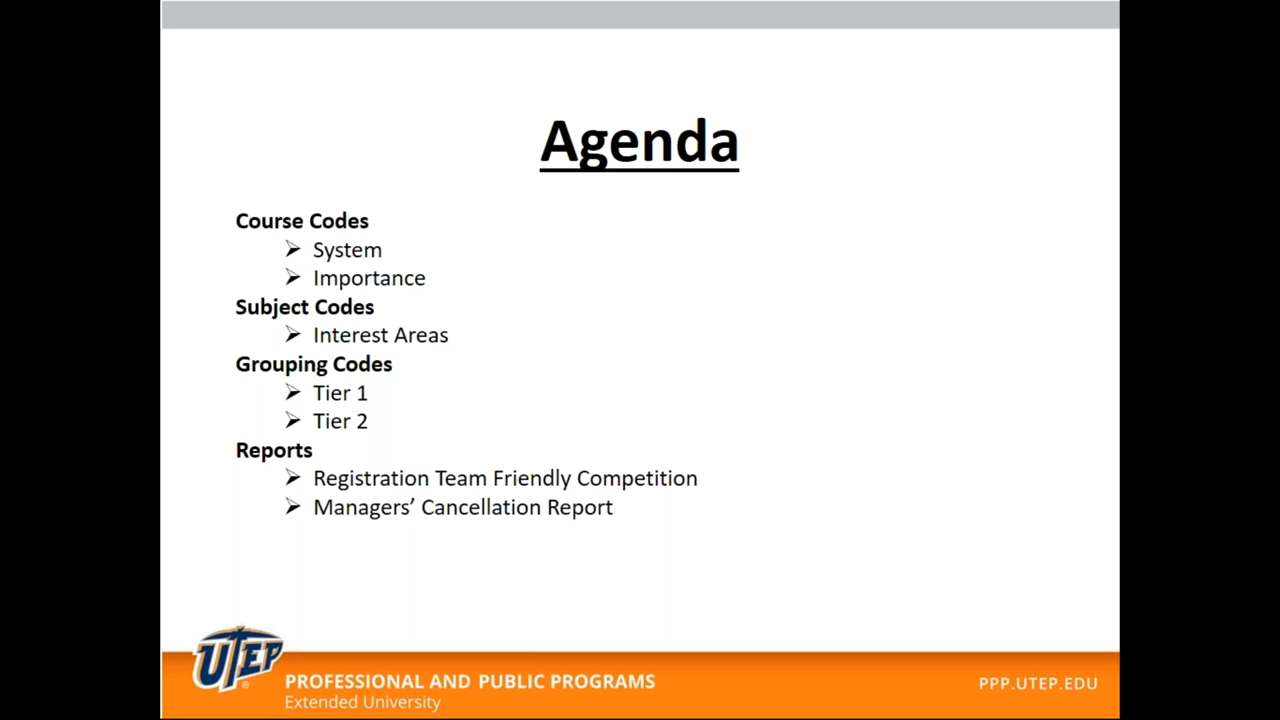 Agenda
Course Codes
System
Importance
Subject Codes
Interest Areas
Grouping Codes
Tier 1
Tier 2
Reports
Registration Team Friendly Competition
Managers’ Cancellation Report
UTEP
PROFESSIONAL AND PUBLIC PROGRAMS
Extended University
PPP.UTEP.EDU